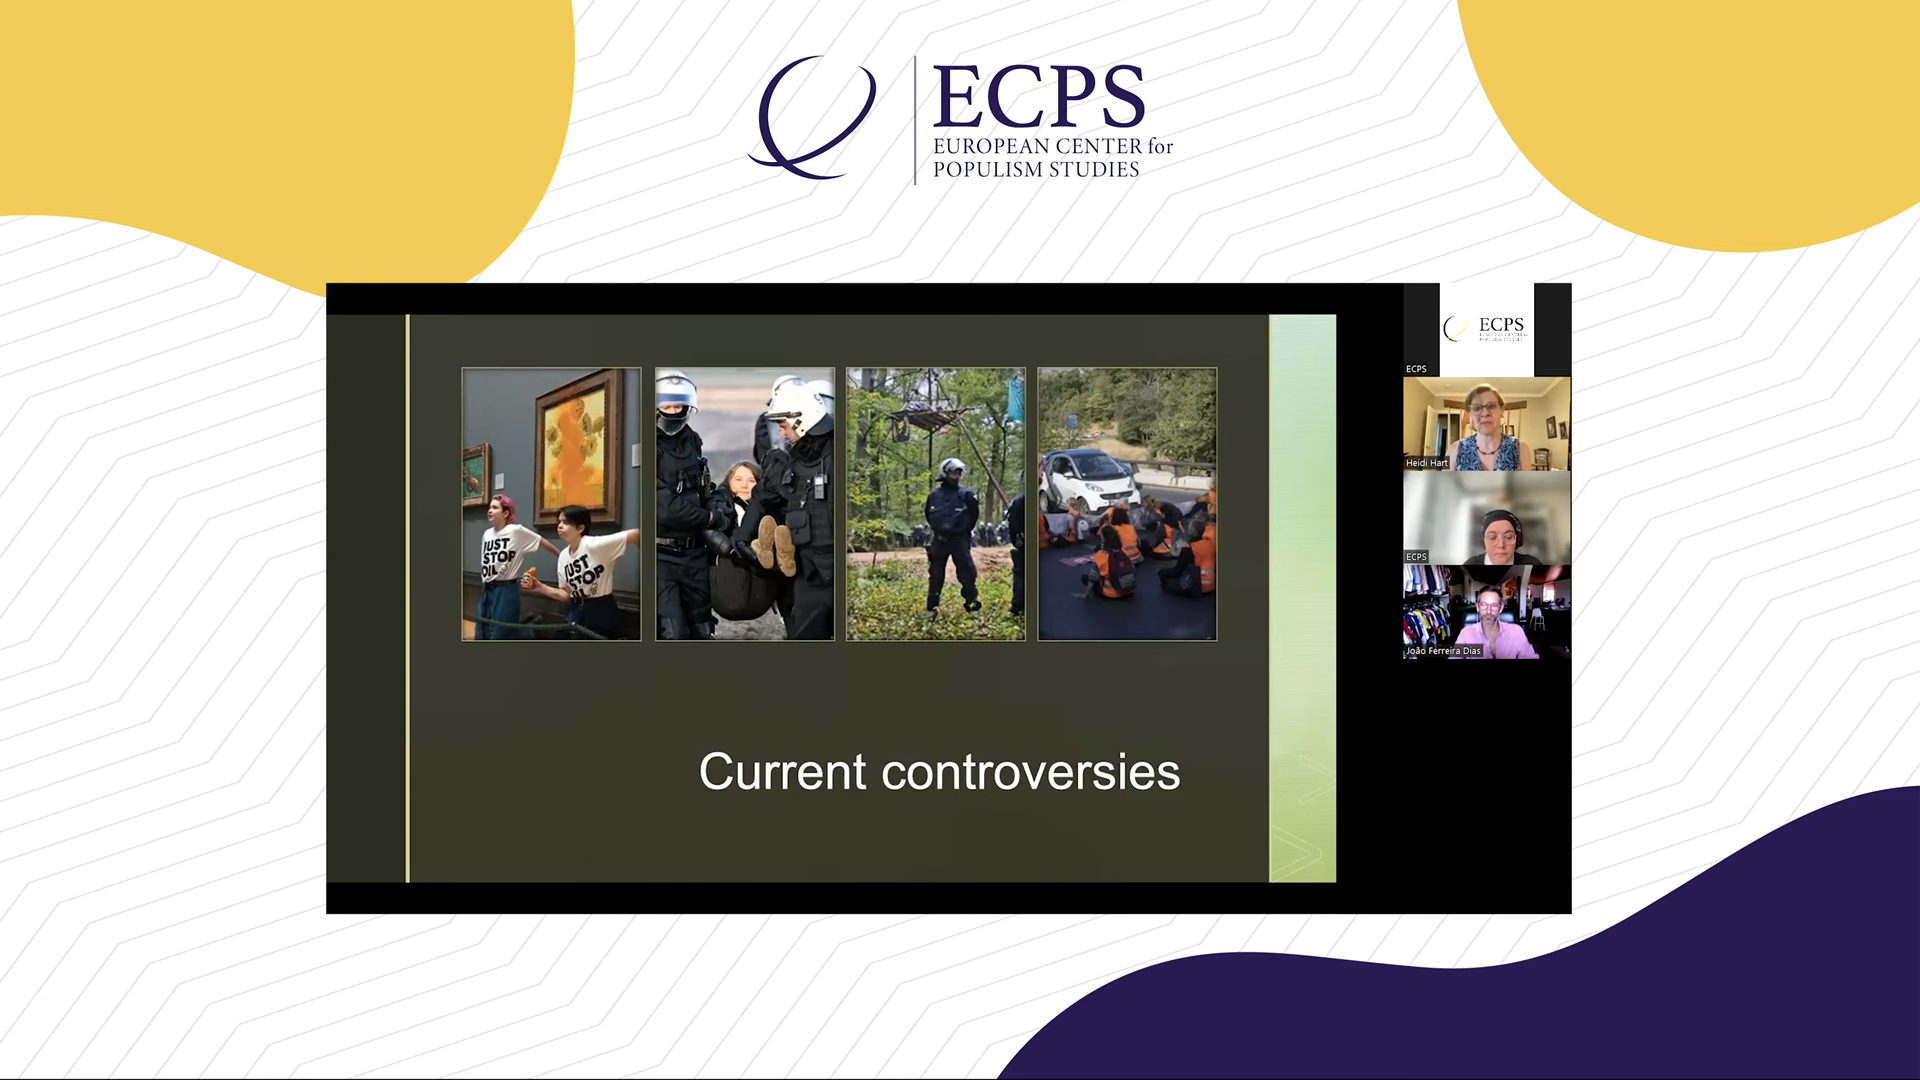 ECPS
EUROPEAN CENTER for
POPULISM STUDIES
JUST
STOP
OIL
JUST
STOP
OIL
Current controversies
ECPS
ECPS
Heidi Hart
ECPS
João Ferreira Dias